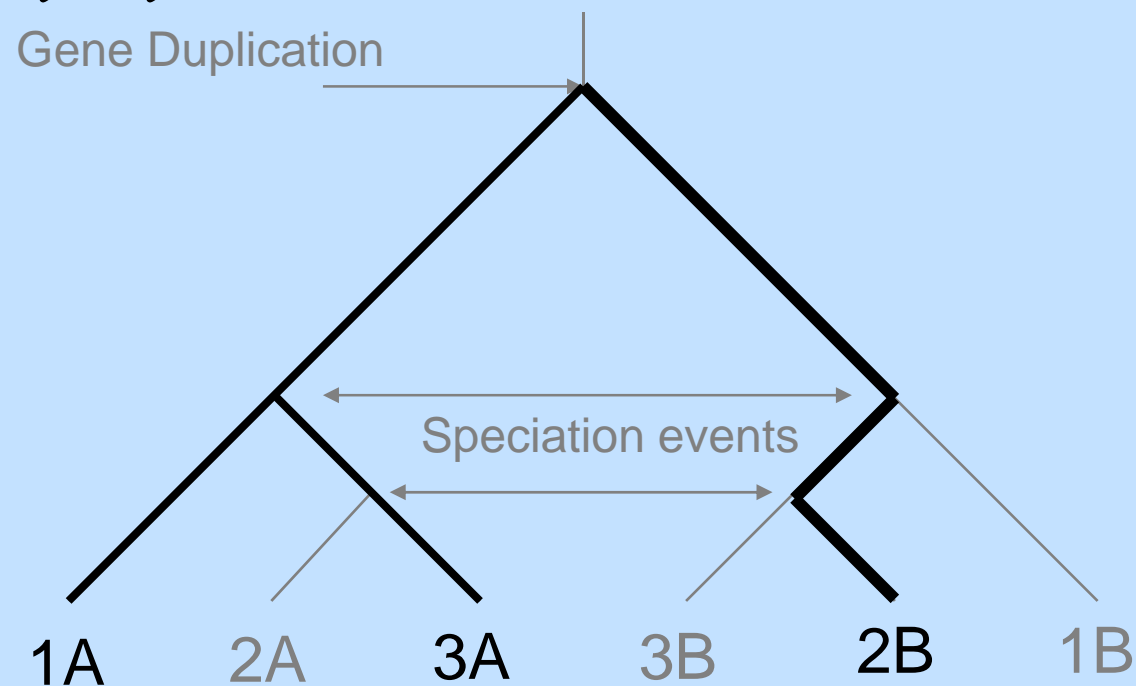 Gene Duplication
Speciation events
1A 2A 3A 3B 2B 1B